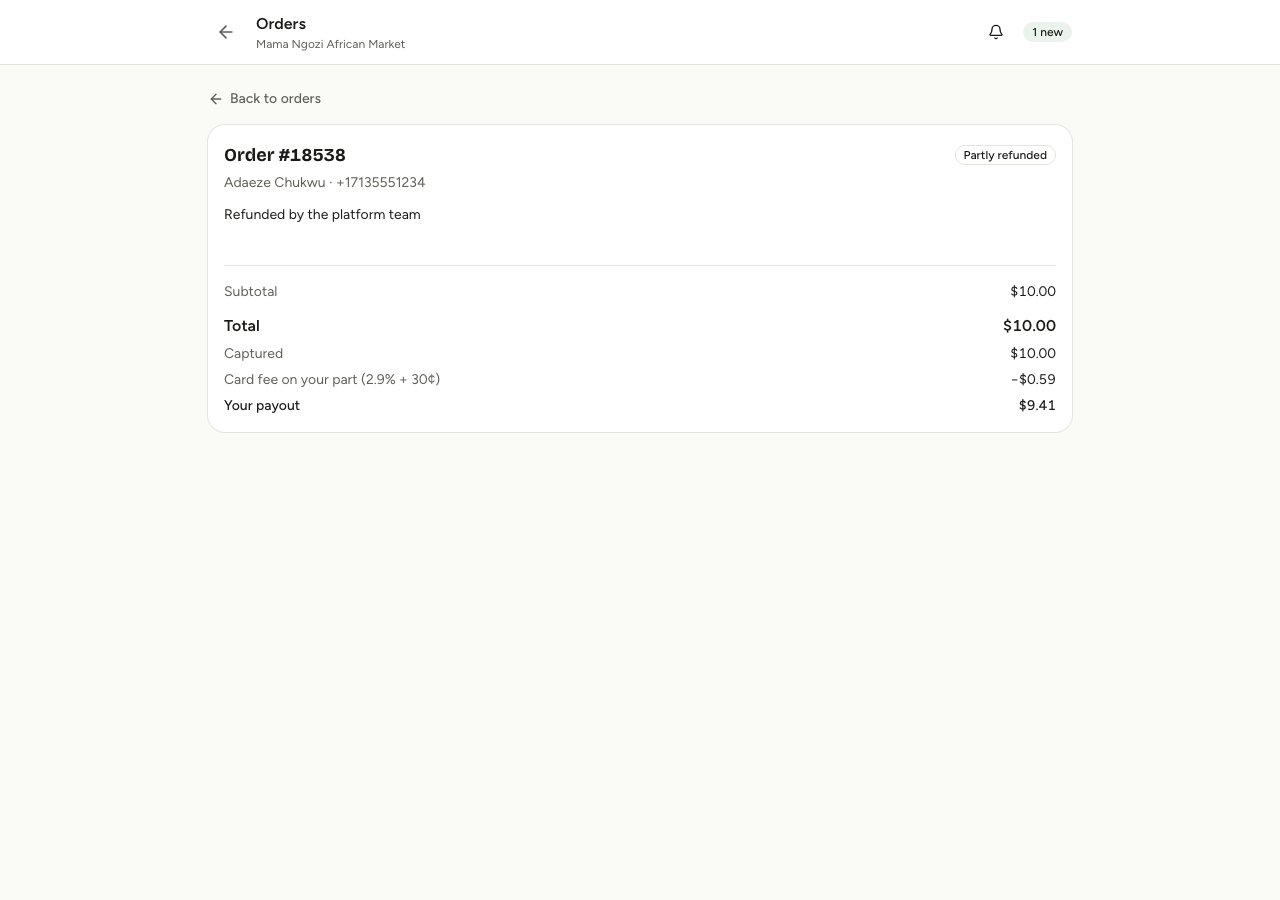 Orders
Mama Ngozi African Market
1 new
Back to orders
Order #18538
Partly refunded
Adaeze Chukwu · +17135551234
Refunded by the platform team
Subtotal $10.00
Total $10.00
Captured $10.00
Card fee on your part (2.9% + 30¢) −$0.59
Your payout $9.41